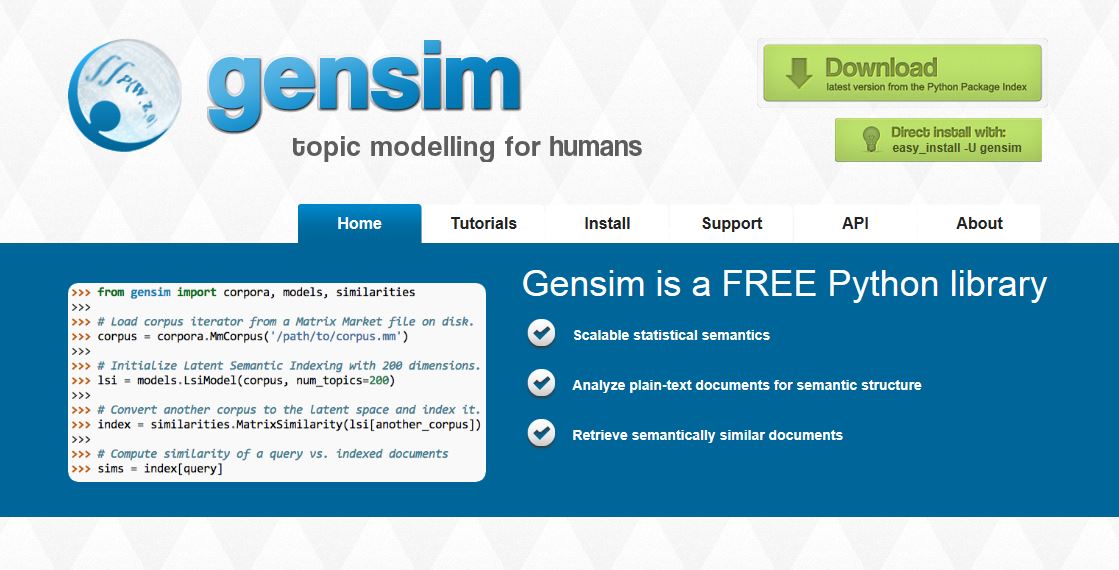 ∫∫P(W,z,θ)
gensim
topic modelling for humans
Download
latest version from the Python Package Index
Direct install with:
easy_install -U gensim
Home
Tutorials
Install
Support
API
About
>>> from gensim import corpora, models, similarities
>>>
>>> # Load corpus iterator from a Matrix Market file on disk.
>>> corpus = corpora.MmCorpus('/path/to/corpus.mm')
>>>
>>> # Initialize Latent Semantic Indexing with 200 dimensions.
>>> lsi = models.LsiModel(corpus, num_topics=200)
>>>
>>> # Convert another corpus to the latent space and index it.
>>> index = similarities.MatrixSimilarity(lsi[another_corpus])
>>>
>>> # Compute similarity of a query vs. indexed documents
>>> sims = index[query]
Gensim is a FREE Python library
Scalable statistical semantics
Analyze plain-text documents for semantic structure
Retrieve semantically similar documents